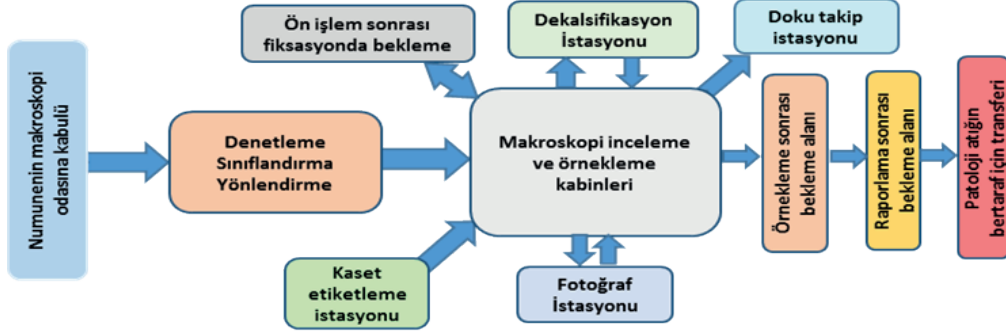 Numunenin makroskopi
odasına kabulü
Ön işlem sonrası
fiksasyonda bekleme
Denetleme
Sınıflandırma
Yönlendirme
Kaset
etiketleme
istasyonu
Dekalsifikasyon
İstasyonu
Makroskopi inceleme
ve örnekleme
kabinleri
Fotoğraf
İstasyonu
Doku takip
istasyonu
Örnekleme sonrası
bekleme alanı
Raporlama sonrası
bekleme alanı
Patoloji atığın
bertaraf için transferi